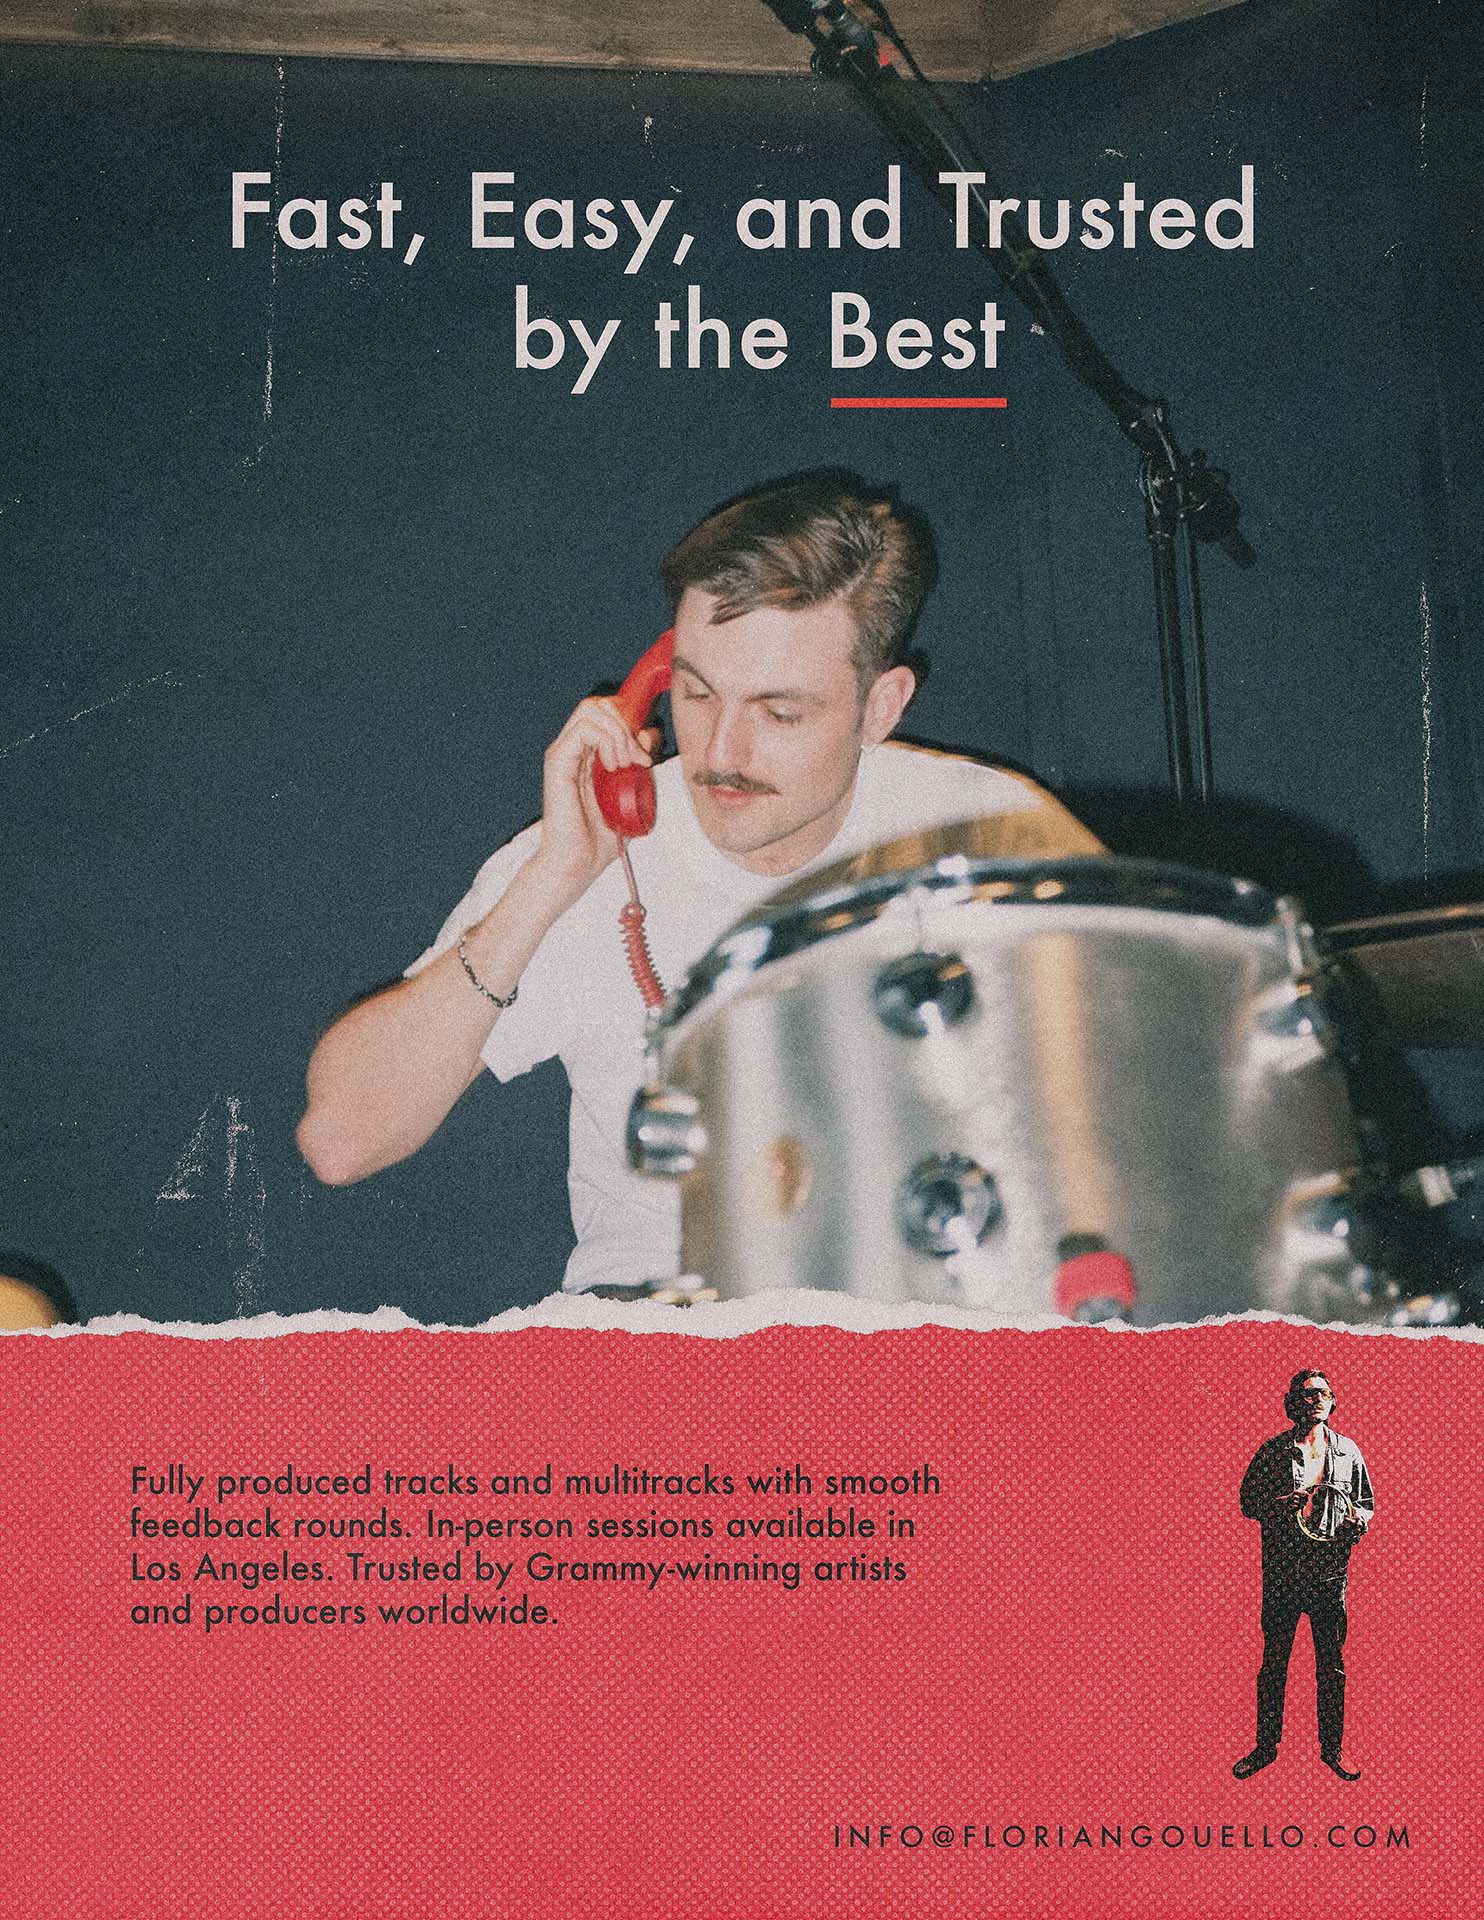 Fast, Easy, and Trusted
by the Best
Fully produced tracks and multitracks with smooth
feedback rounds. In-person sessions available in
Los Angeles. Trusted by Grammy-winning artists
and producers worldwide.
INFO@FLORIANGOUELLO.COM